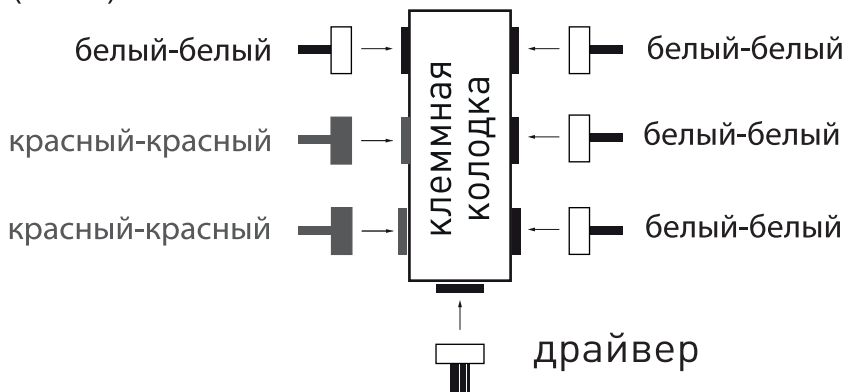 белый-белый
белый-белый
красный-красный
белый-белый
красный-красный
белый-белый
клеммная
колодка
драйвер